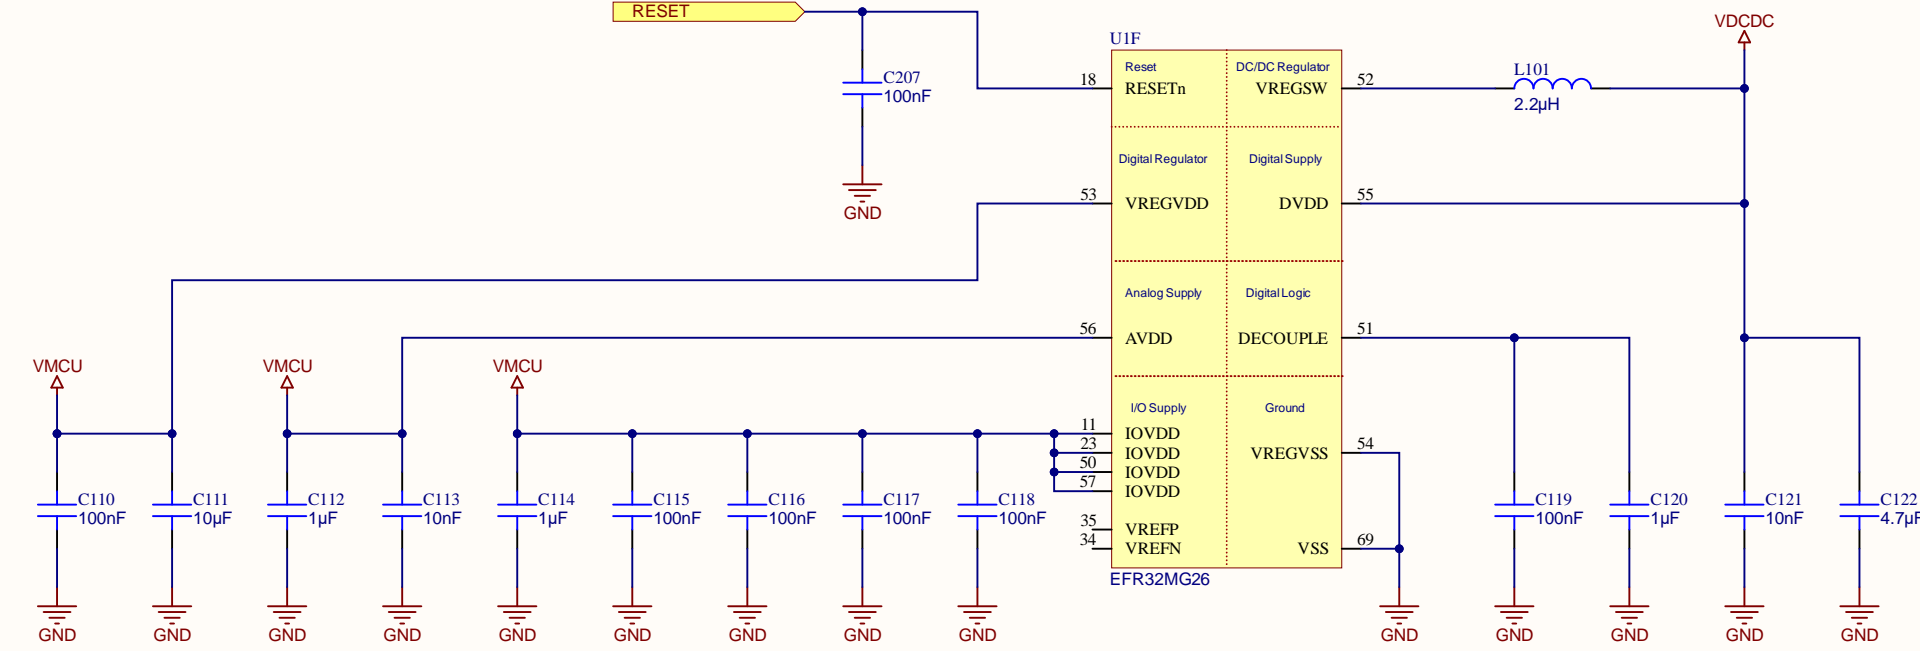 RESET
VDCDC
U1F
C207
100nF
GND
18
Reset
RESETn
DC/DC Regulator
VREGSW
52
L101
2.2µH
53
Digital Regulator
VREGVDD
Digital Supply
DVDD
55
56
Analog Supply
AVDD
Digital Logic
DECOUPLE
51
VMCU
VMCU
VMCU
I/O Supply
Ground
11
IOVDD
23
IOVDD
50
IOVDD
57
IOVDD
35
VREFP
34
VREFN
VREGVSS
54
VSS
69
EFR32MG26
C110
100nF
C111
10µF
C112
1µF
C113
10nF
C114
1µF
C115
100nF
C116
100nF
C117
100nF
C118
100nF
C119
100nF
C120
1µF
C121
10nF
C122
4.7µF
GND
GND
GND
GND
GND
GND
GND
GND
GND
GND
GND
GND
GND
GND